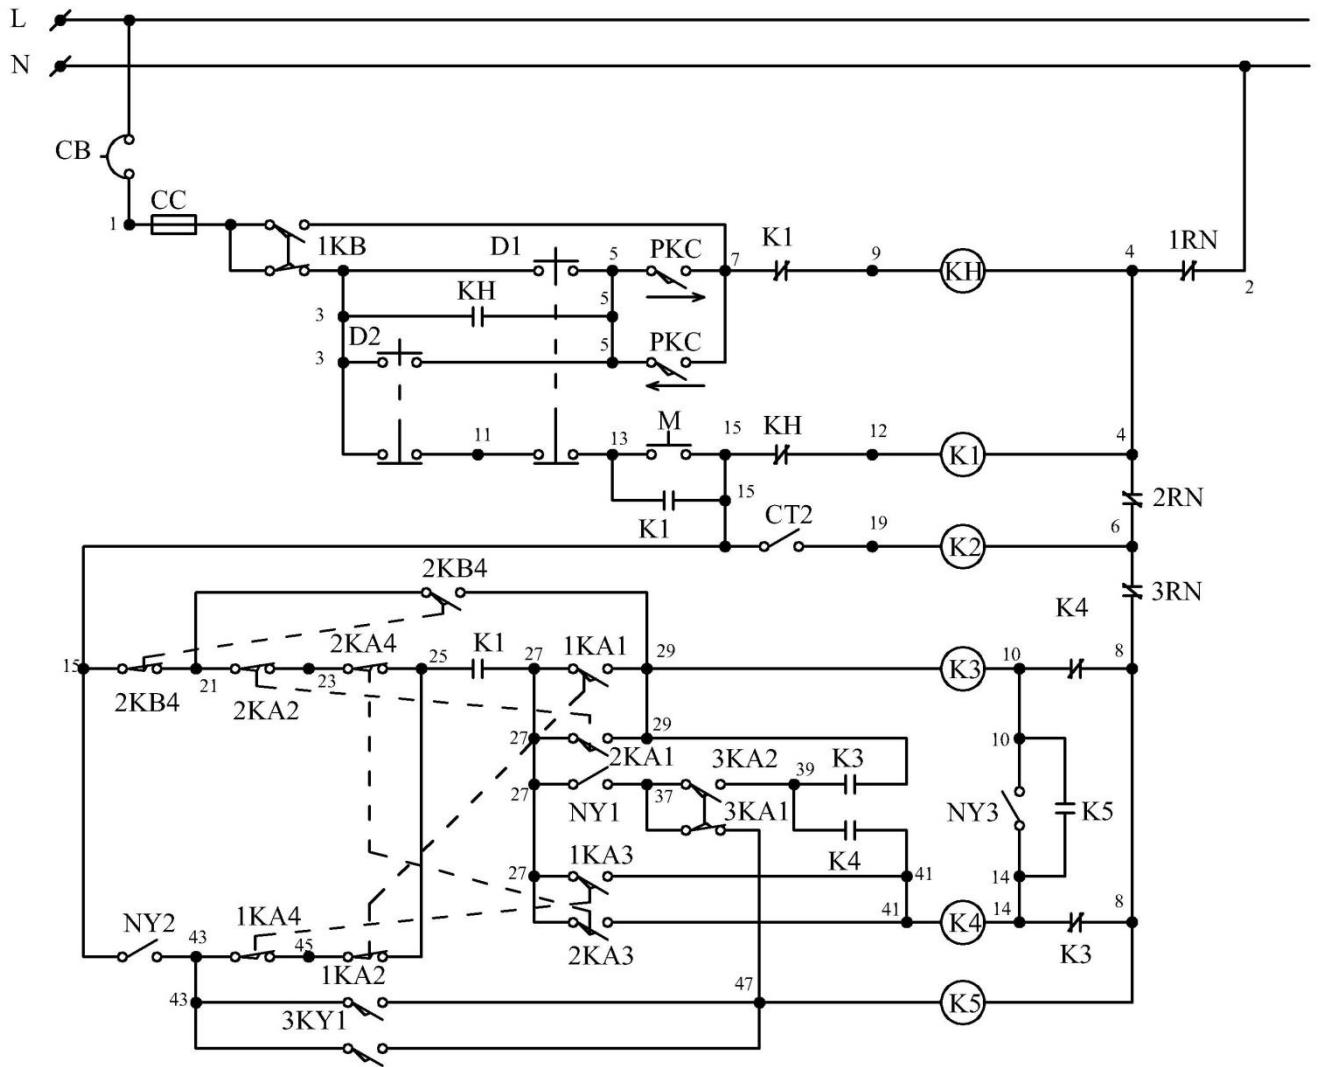 L
N
CB
CC
1
1KB
D1
5
PKC
7
K1
9
KH
4
1RN
2
3
KH
5
D2
3
5
PKC
11
13
M
15
KH
12
K1
4
15
K1
2RN
CT2
19
K2
6
2KB4
3RN
K4
15
2KB4
21
2KA2
23
2KA4
25
K1
27
1KA1
29
K3
10
8
27
2KA1
29
10
27
NY1
37
3KA2
39
K3
3KA1
K4
NY3
K5
27
1KA3
41
14
NY2
43
1KA4
45
1KA2
2KA3
41
K4
14
K3
8
43
3KY1
47
K5